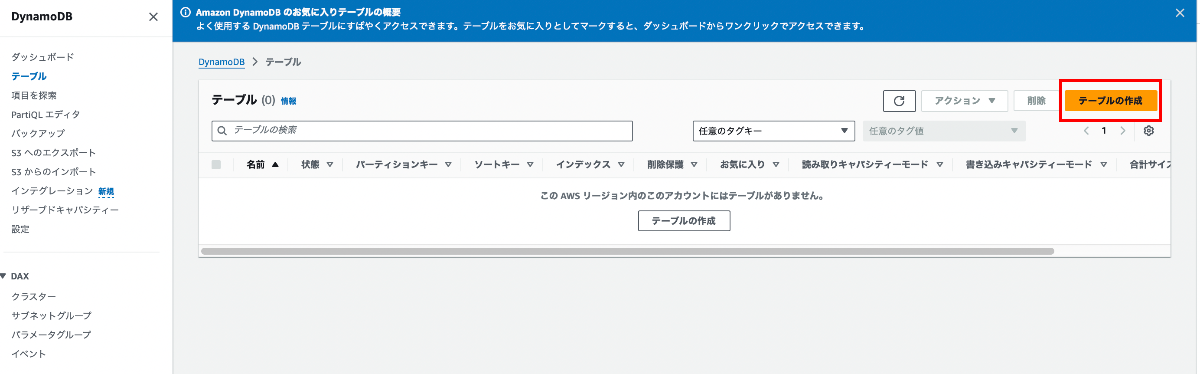 DynamoDB
ダッシュボード
テーブル
項目を探索
PartiQL エディタ
バックアップ
S3 へのエクスポート
S3 からのインポート
インテグレーション 新規
リザーブドキャパシティー
設定
DAX
クラスター
サブネットグループ
パラメータグループ
イベント
Amazon DynamoDB のお気に入りテーブルの概要
よく使用する DynamoDB テーブルにすばやくアクセスできます。テーブルをお気に入りとしてマークすると、ダッシュボードからワンクリックでアクセスできます。
DynamoDB > テーブル
テーブル (0) 情報
アクション 削除 テーブルの作成
テーブルの検索 任意のタグキー 任意のタグ値 1
名前 状態 パーティションキー ソートキー インデックス 削除保護 お気に入り 読み取りキャパシティーモード 書き込みキャパシティーモード 合計サイズ
この AWS リージョン内のこのアカウントにはテーブルがありません。
テーブルの作成